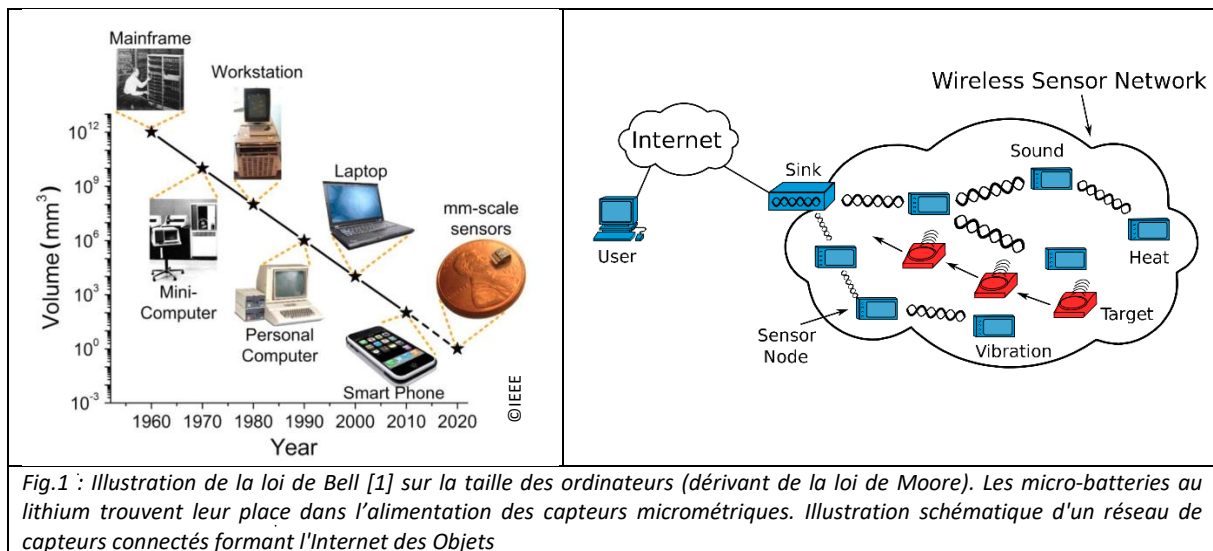 Mainframe
Workstation
Laptop
mm-scale
sensors
Mini-
Computer
Personal
Computer
Smart Phone
©IEEE
Volume (mm³)
10¹²
10⁹
10⁶
10³
10⁰
10⁻³
1960 1970 1980 1990 2000 2010 2020
Year
Wireless Sensor Network
Internet
Sink
Sound
User
Heat
Sensor
Node
Target
Vibration
Fig.1 : Illustration de la loi de Bell [1] sur la taille des ordinateurs (dérivant de la loi de Moore). Les micro-batteries au
lithium trouvent leur place dans l’alimentation des capteurs micrométriques. Illustration schématique d'un réseau de
capteurs connectés formant l'Internet des Objets